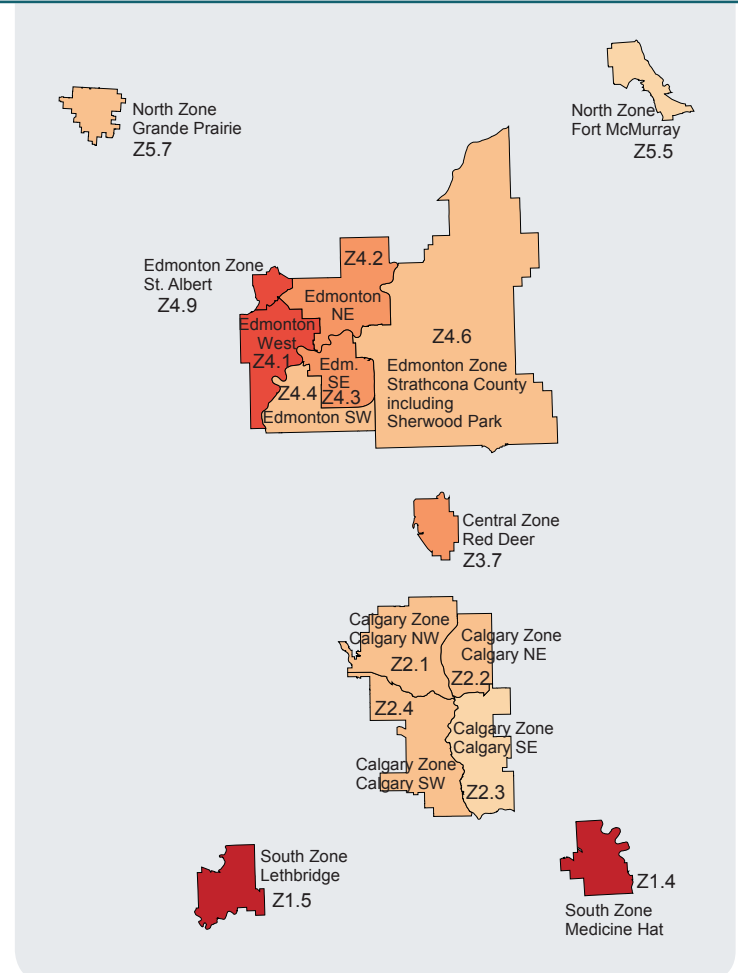 North Zone
Grande Prairie
Z5.7
North Zone
Fort McMurray
Z5.5
Edmonton Zone
St. Albert
Z4.9
Z4.2
Edmonton
NE
Edmonton
West
Z4.1
Edm.
SE
Z4.3
Z4.4
Edmonton SW
Z4.6
Edmonton Zone
Strathcona County
including
Sherwood Park
Central Zone
Red Deer
Z3.7
Calgary Zone
Calgary NW
Z2.1
Calgary Zone
Calgary NE
Z2.2
Z2.4
Calgary Zone
Calgary SW
Calgary Zone
Calgary SE
Z2.3
South Zone
Lethbridge
Z1.5
Z1.4
South Zone
Medicine Hat